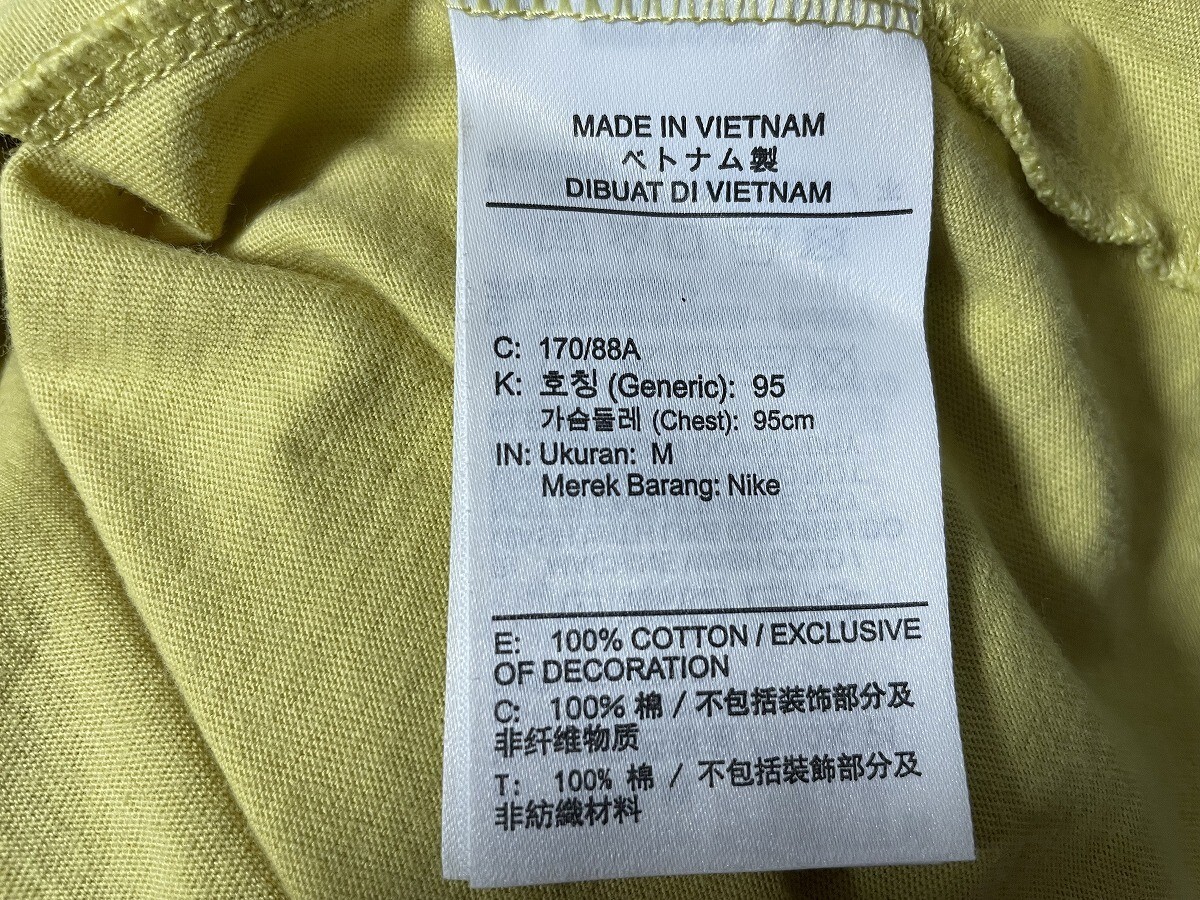 MADE IN VIETNAM
ベトナム製
DIBUAT DI VIETNAM
C: 170/88A
K: 호칭 (Generic): 95
가슴둘레 (Chest): 95cm
IN: Ukuran: M
Merek Barang: Nike
E: 100% COTTON / EXCLUSIVE
OF DECORATION
C: 100% 棉 / 不包括装饰部分及
非纤维物质
T: 100% 棉 / 不包括裝飾部分及
非紡織材料